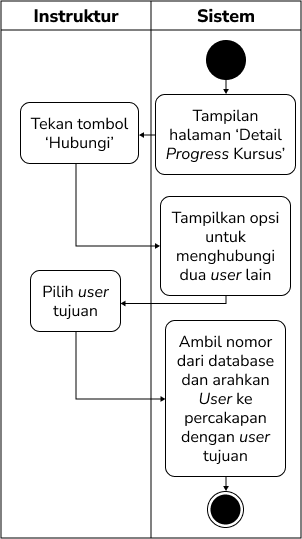 Instruktur
Sistem
Tampilan
halaman ‘Detail
Progress Kursus’
Tekan tombol
‘Hubungi’
Tampilkan opsi
untuk
menghubungi
dua user lain
Pilih user
tujuan
Ambil nomor
dari database
dan arahkan
User ke
percakapan
dengan user
tujuan